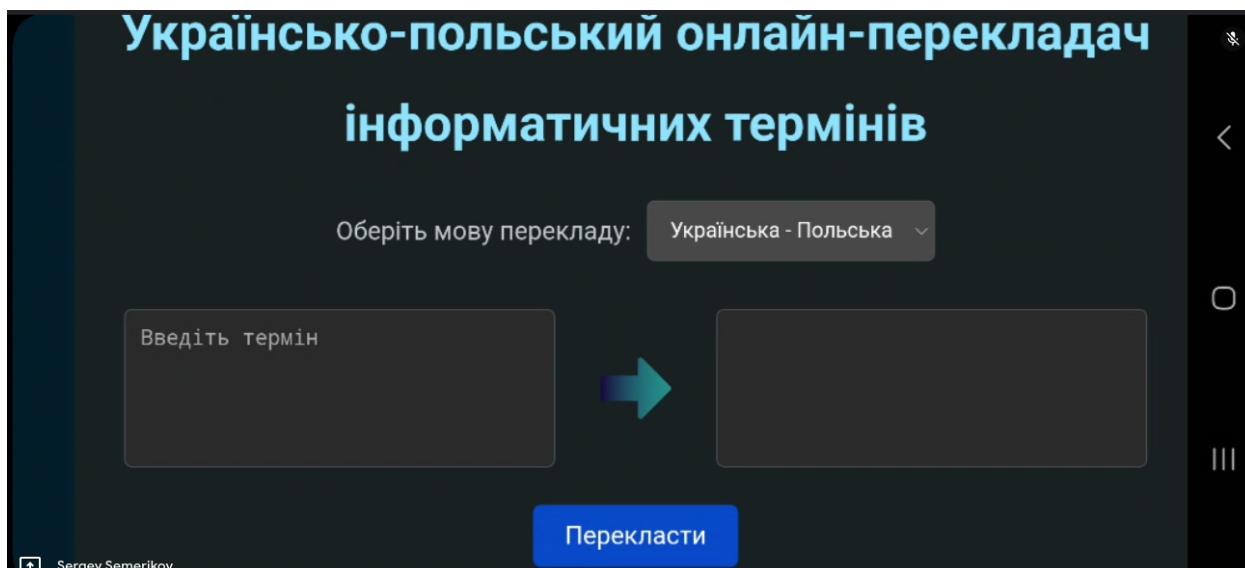 Українсько-польський онлайн-перекладач
інформатичних термінів
Оберіть мову перекладу: Українська - Польська
Введіть термін
Перекласти
Sergey Semerikov